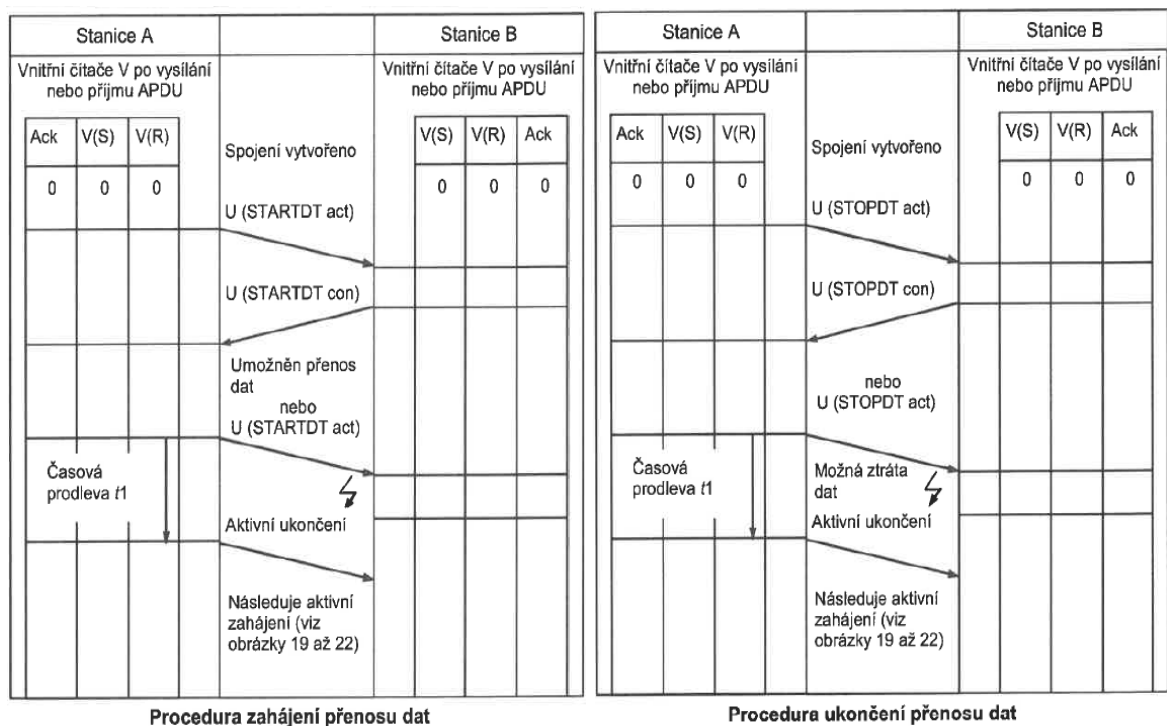 Stanice A
Stanice B
Vnitřní čítače V po vysílání
nebo příjmu APDU
Vnitřní čítače V po vysílání
nebo příjmu APDU
Ack V(S) V(R)
V(S) V(R) Ack
Spojení vytvořeno
0 0 0
0 0 0
U (STARTDT act)
U (STARTDT con)
Umožněn přenos
dat
nebo
U (STARTDT act)
Časová
prodleva t1
Aktivní ukončení
Následuje aktivní
zahájení (viz
obrázky 19 až 22)
Procedura zahájení přenosu dat
Stanice A
Stanice B
Vnitřní čítače V po vysílání
nebo příjmu APDU
Vnitřní čítače V po vysílání
nebo příjmu APDU
Ack V(S) V(R)
V(S) V(R) Ack
Spojení vytvořeno
0 0 0
0 0 0
U (STOPDT act)
U (STOPDT con)
nebo
U (STOPDT act)
Časová
prodleva t1
Možná ztráta
dat
Aktivní ukončení
Následuje aktivní
zahájení (viz
obrázky 19 až 22)
Procedura ukončení přenosu dat